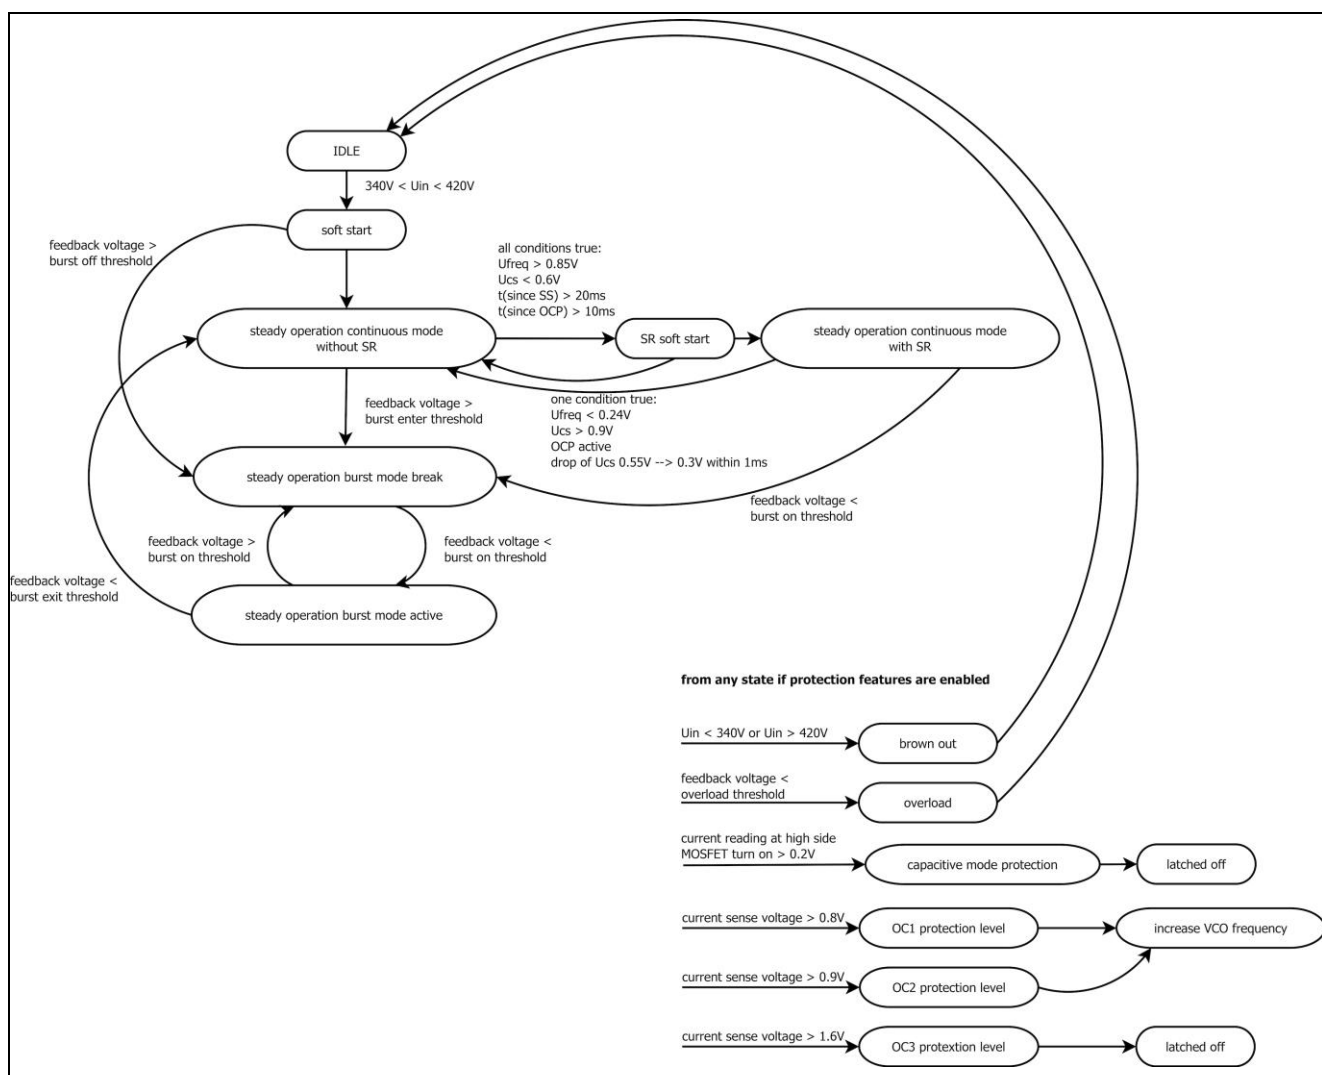 IDLE
340V < Uin < 420V
soft start
feedback voltage >
burst off threshold
all conditions true:
Ufreq > 0.85V
Ucs < 0.6V
t(since SS) > 20ms
t(since OCP) > 10ms
steady operation continuous mode
without SR
SR soft start
steady operation continuous mode
with SR
feedback voltage >
burst enter threshold
one condition true:
Ufreq < 0.24V
Ucs > 0.9V
OCP active
drop of Ucs 0.55V --> 0.3V within 1ms
steady operation burst mode break
feedback voltage <
burst on threshold
feedback voltage >
burst on threshold
feedback voltage <
burst on threshold
feedback voltage <
burst exit threshold
steady operation burst mode active
from any state if protection features are enabled
Uin < 340V or Uin > 420V
brown out
feedback voltage <
overload threshold
overload
current reading at high side
MOSFET turn on > 0.2V
capacitive mode protection
latched off
current sense voltage > 0.8V
OC1 protection level
increase VCO frequency
current sense voltage > 0.9V
OC2 protection level
current sense voltage > 1.6V
OC3 protextion level
latched off